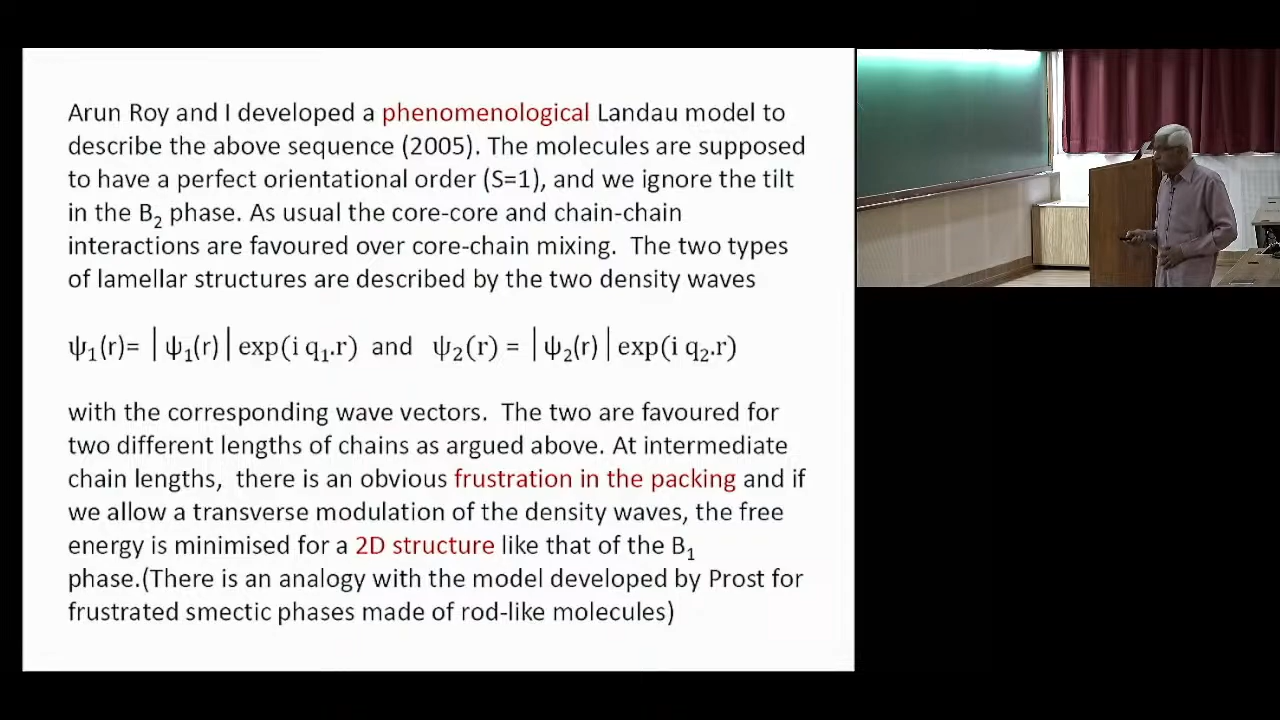 Arun Roy and I developed a phenomenological Landau model to
describe the above sequence (2005). The molecules are supposed
to have a perfect orientational order (S=1), and we ignore the tilt
in the B₂ phase. As usual the core-core and chain-chain
interactions are favoured over core-chain mixing. The two types
of lamellar structures are described by the two density waves
ψ₁(r)= |ψ₁(r)|exp(i q₁.r) and ψ₂(r) = |ψ₂(r)|exp(i q₂.r)
with the corresponding wave vectors. The two are favoured for
two different lengths of chains as argued above. At intermediate
chain lengths, there is an obvious frustration in the packing and if
we allow a transverse modulation of the density waves, the free
energy is minimised for a 2D structure like that of the B₁
phase.(There is an analogy with the model developed by Prost for
frustrated smectic phases made of rod-like molecules)